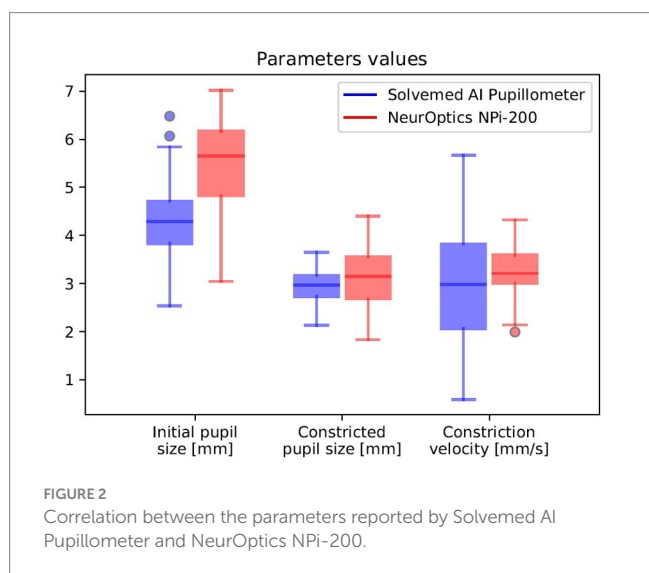 Parameters values
Solvemed AI Pupillometer
NeurOptics NPi-200
7
6
5
4
3
2
1
Initial pupil
size [mm]
Constricted
pupil size [mm]
Constriction
velocity [mm/s]
FIGURE 2
Correlation between the parameters reported by Solvemed AI
Pupillometer and NeurOptics NPi-200.